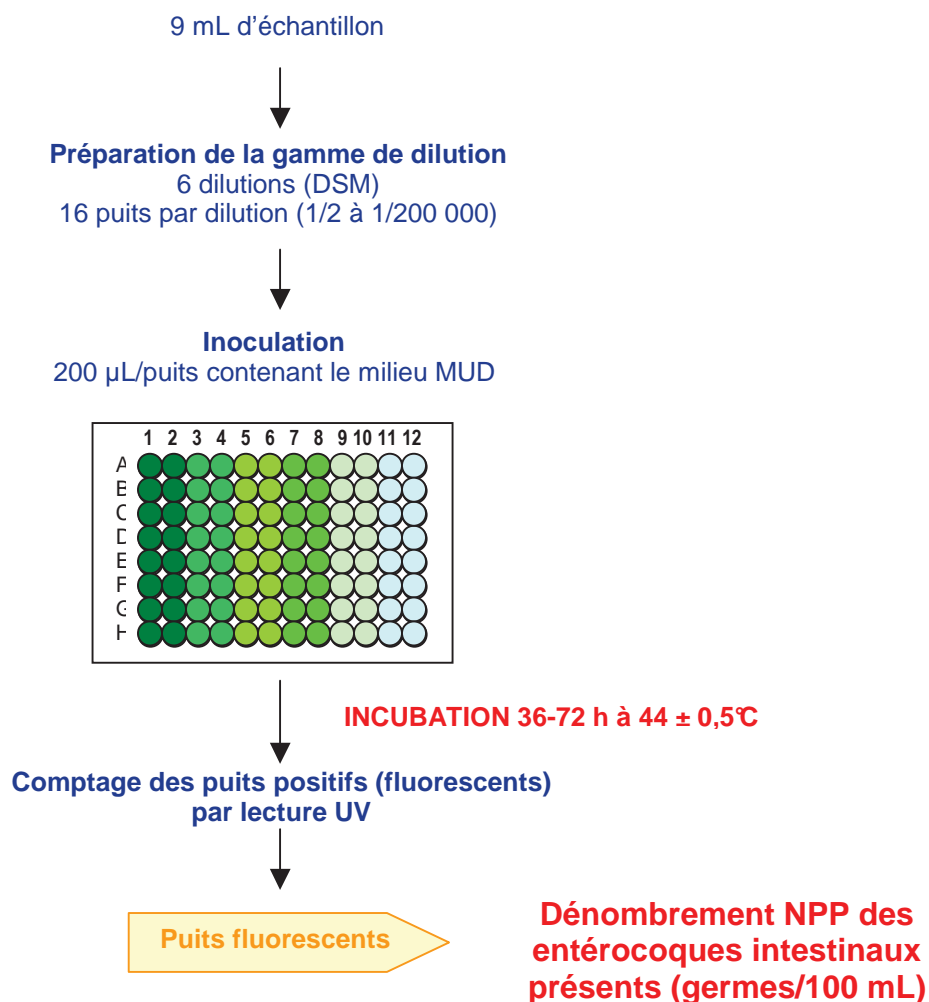 9 mL d’échantillon
Préparation de la gamme de dilution
6 dilutions (DSM)
16 puits par dilution (1/2 à 1/200 000)
Inoculation
200 µL/puits contenant le milieu MUD
1 2 3 4 5 6 7 8 9 10 11 12
A
B
C
D
E
F
G
H
INCUBATION 36-72 h à 44 ± 0,5°C
Comptage des puits positifs (fluorescents)
par lecture UV
Puits fluorescents
Dénombrement NPP des
entérocoques intestinaux
présents (germes/100 mL)